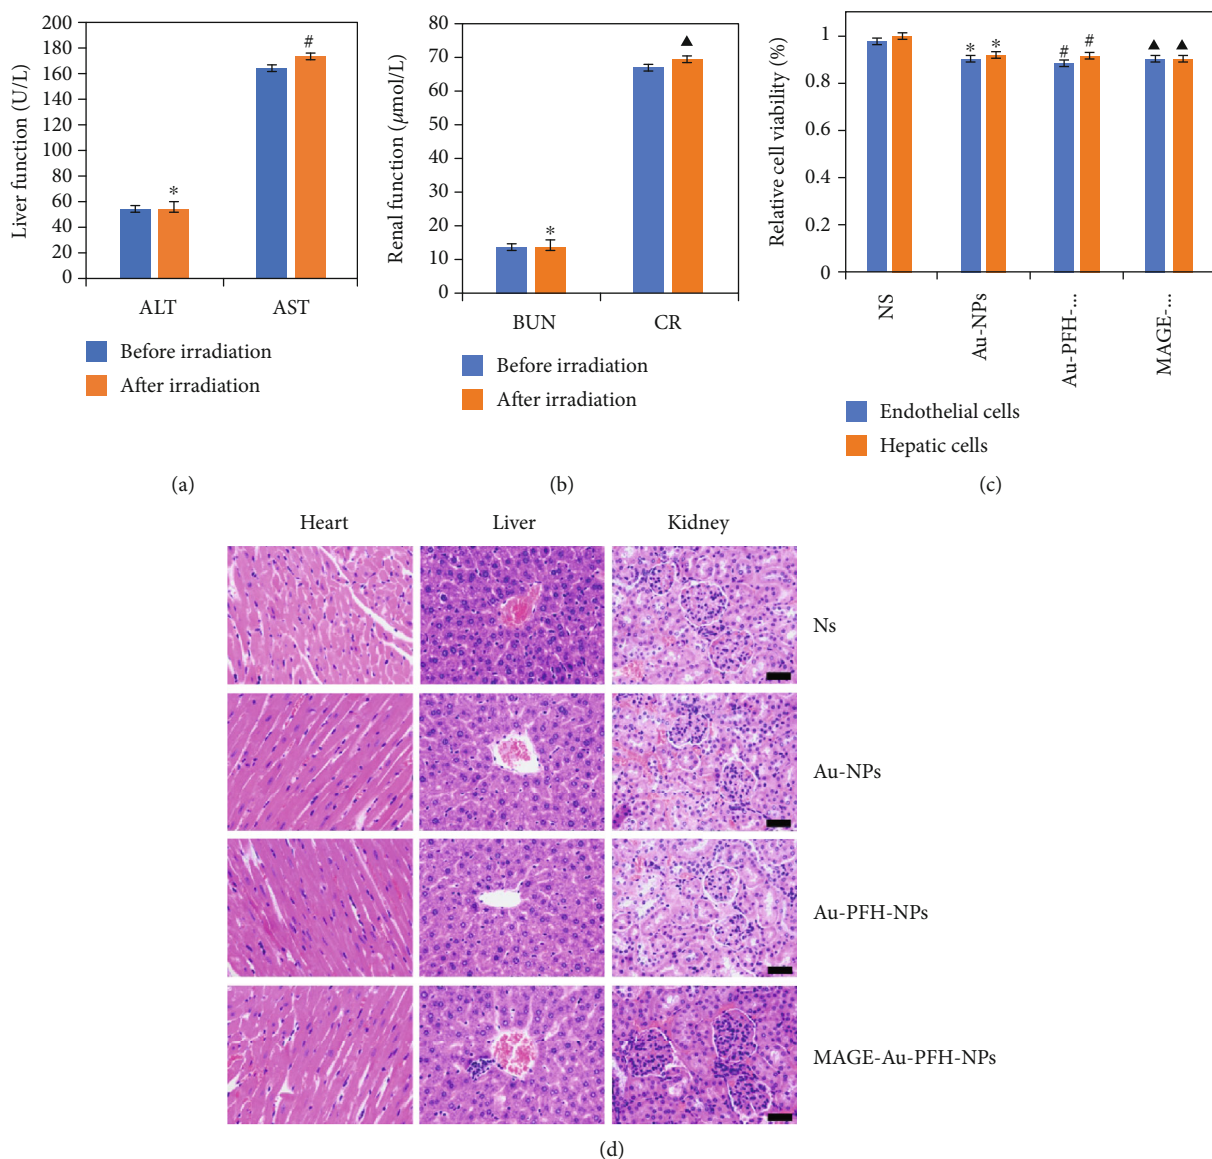 Liver function (U/L)
200
180
160
140
120
100
80
60
40
20
0
*
#
ALT
AST
Before irradiation
After irradiation
(a)
Renal function (μmol/L)
80
70
60
50
40
30
20
10
0
*
▲
BUN
CR
Before irradiation
After irradiation
(b)
Relative cell viability (%)
1
0.8
0.6
0.4
0.2
0
* *
# #
▲ ▲
NS
Au-NPs
Au-PFH-...
MAGE-...
Endothelial cells
Hepatic cells
(c)
Heart Liver Kidney
Ns
Au-NPs
Au-PFH-NPs
MAGE-Au-PFH-NPs
(d)